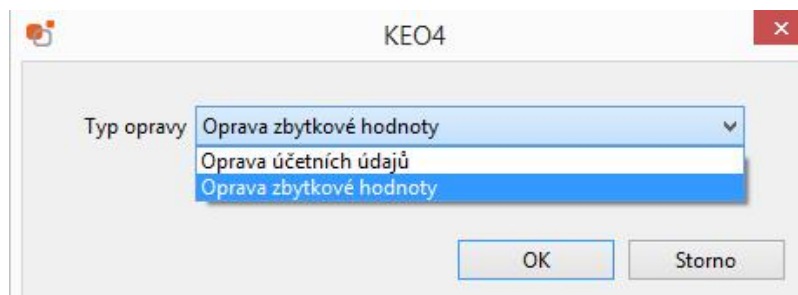 KEO4
Typ opravy Oprava zbytkové hodnoty
Oprava účetních údajů
Oprava zbytkové hodnoty
OK Storno